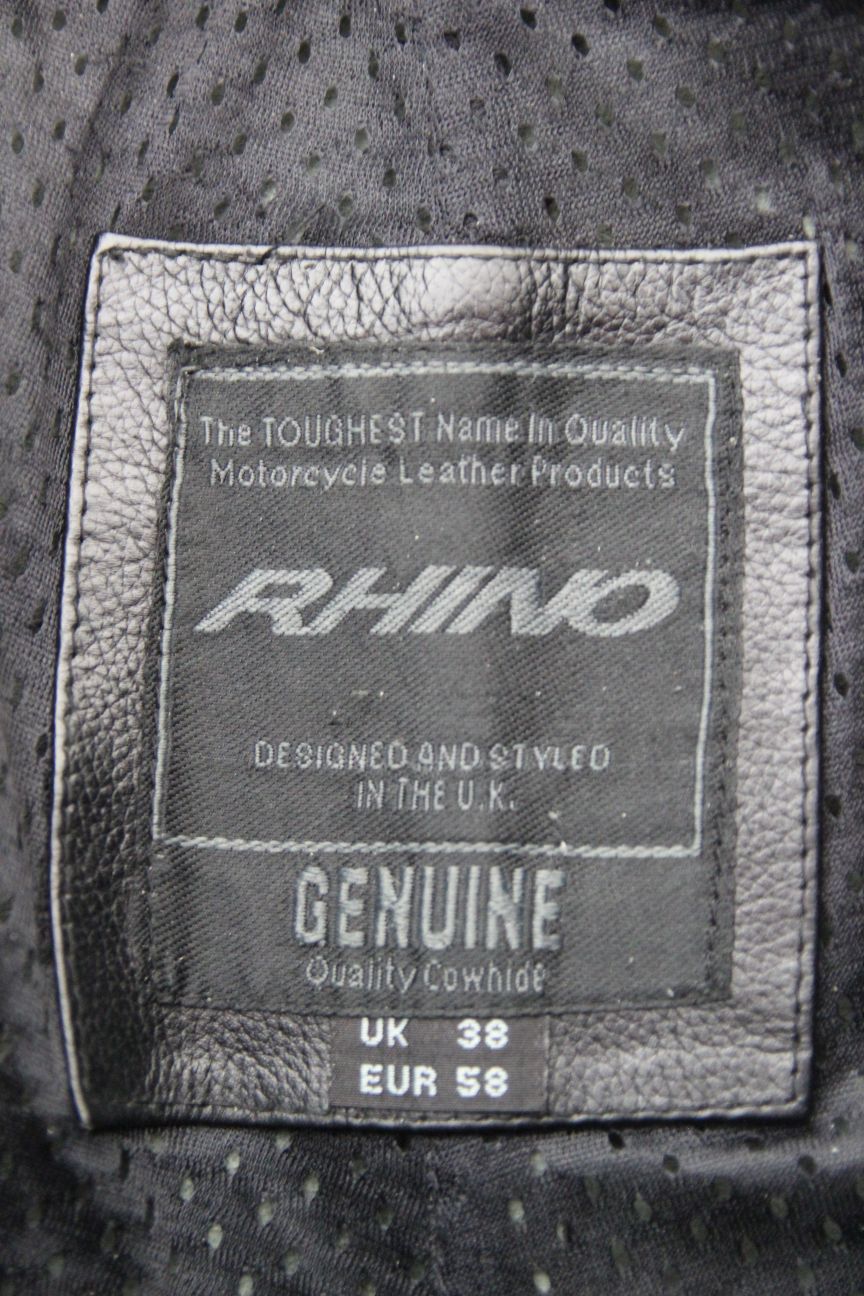 The TOUGHEST Name In Quality
Motorcycle Leather Products
RHINO
DESIGNED AND STYLED
IN THE U.K.
GENUINE
Quality Cowhide
UK 38
EUR 58